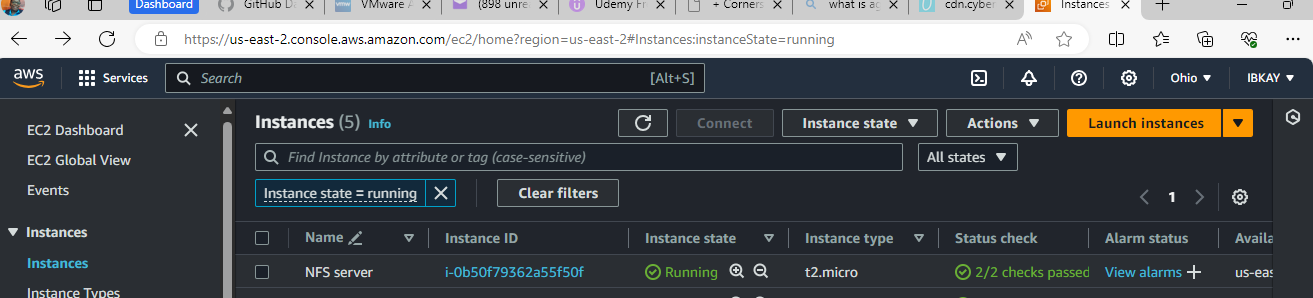 Dashboard
GitHub D
VMware A
(898 unre
Udemy Fr
+ Corners
what is ag
cdn.cyber
Instances
https://us-east-2.console.aws.amazon.com/ec2/home?region=us-east-2#Instances:instanceState=running
aws
Services
Search
[Alt+S]
Ohio
IBKAY
EC2 Dashboard
EC2 Global View
Events
Instances
Instances
Instance Types
Instances (5) Info
Connect
Instance state
Actions
Launch instances
Find Instance by attribute or tag (case-sensitive)
All states
Instance state = running
Clear filters
1
Name Instance ID Instance state Instance type Status check Alarm status Availa
NFS server i-0b50f79362a55f50f Running t2.micro 2/2 checks passed View alarms + us-eas